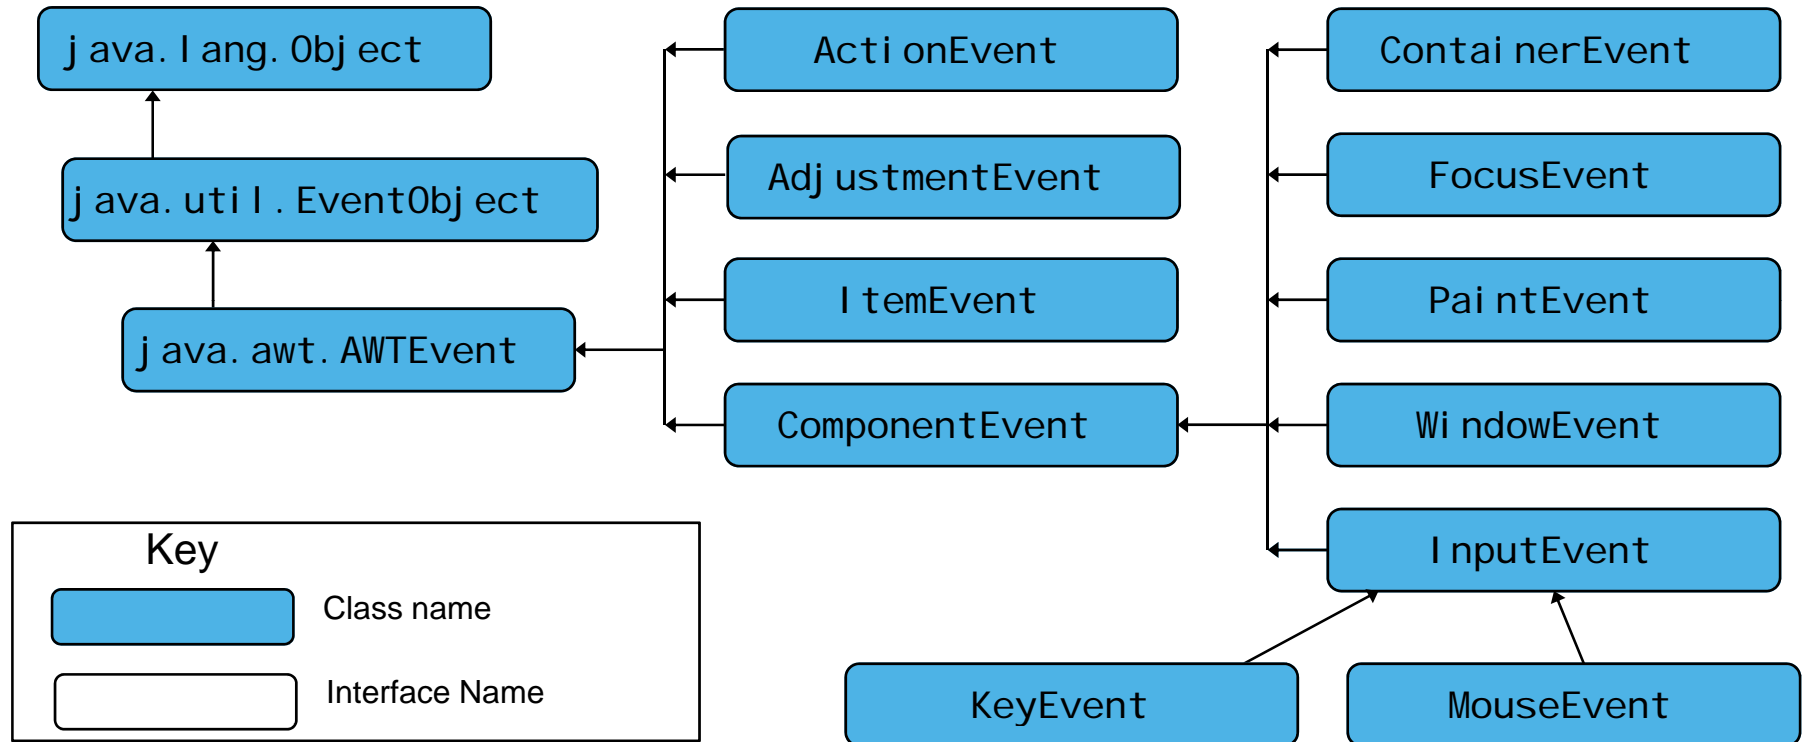 java.lang.Object
java.util.EventObject
java.awt.AWTEvent
ActionEvent
AdjustmentEvent
ItemEvent
ComponentEvent
ContainerEvent
FocusEvent
PaintEvent
WindowEvent
InputEvent
KeyEvent
MouseEvent
Key
Class name
Interface Name